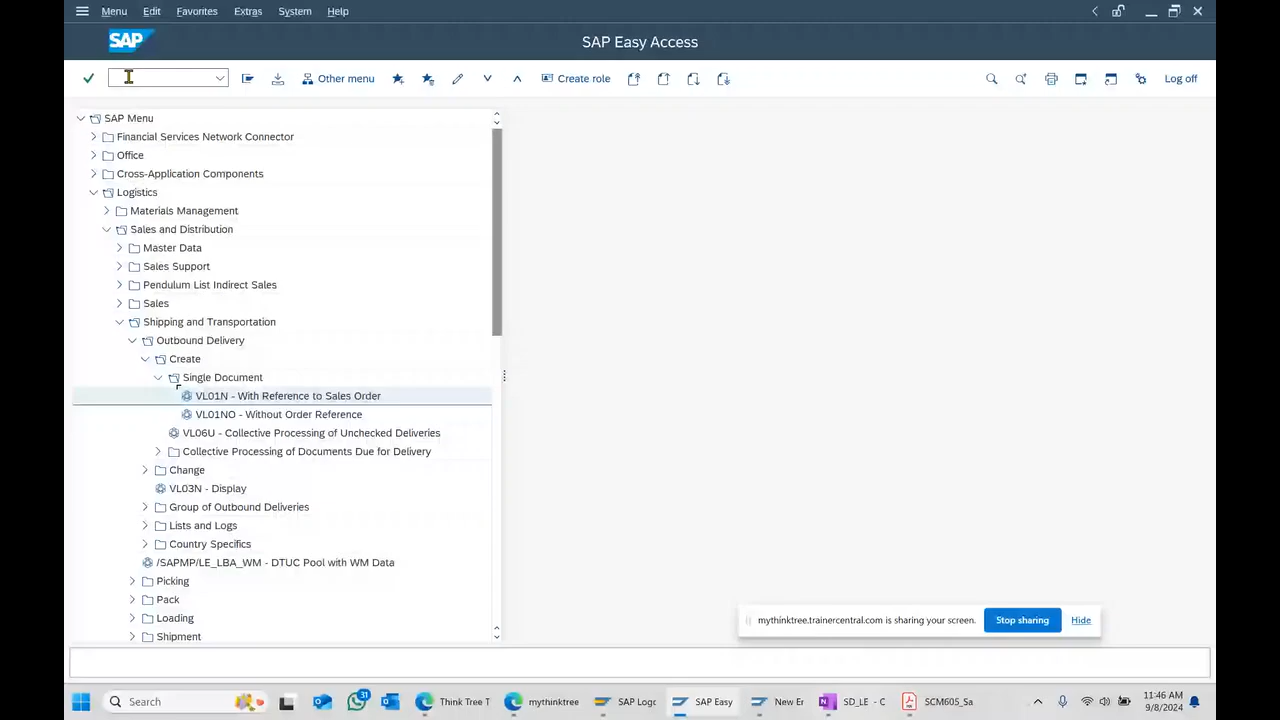 Menu Edit Favorites Extras System Help
SAP SAP Easy Access
Other menu Create role Log off
SAP Menu
Financial Services Network Connector
Office
Cross-Application Components
Logistics
Materials Management
Sales and Distribution
Master Data
Sales Support
Pendulum List Indirect Sales
Sales
Shipping and Transportation
Outbound Delivery
Create
Single Document
VL01N - With Reference to Sales Order
VL01NO - Without Order Reference
VL06U - Collective Processing of Unchecked Deliveries
Collective Processing of Documents Due for Delivery
Change
VL03N - Display
Group of Outbound Deliveries
Lists and Logs
Country Specifics
/SAPMP/LE_LBA_WM - DTUC Pool with WM Data
Picking
Pack
Loading
Shipment
mythinktree.trainercentral.com is sharing your screen. Stop sharing Hide
Search 31 Think Tree T mythinktree SAP Logo SAP Easy New Er SD_LE - C SCM605_Sa
11:46 AM
9/8/2024